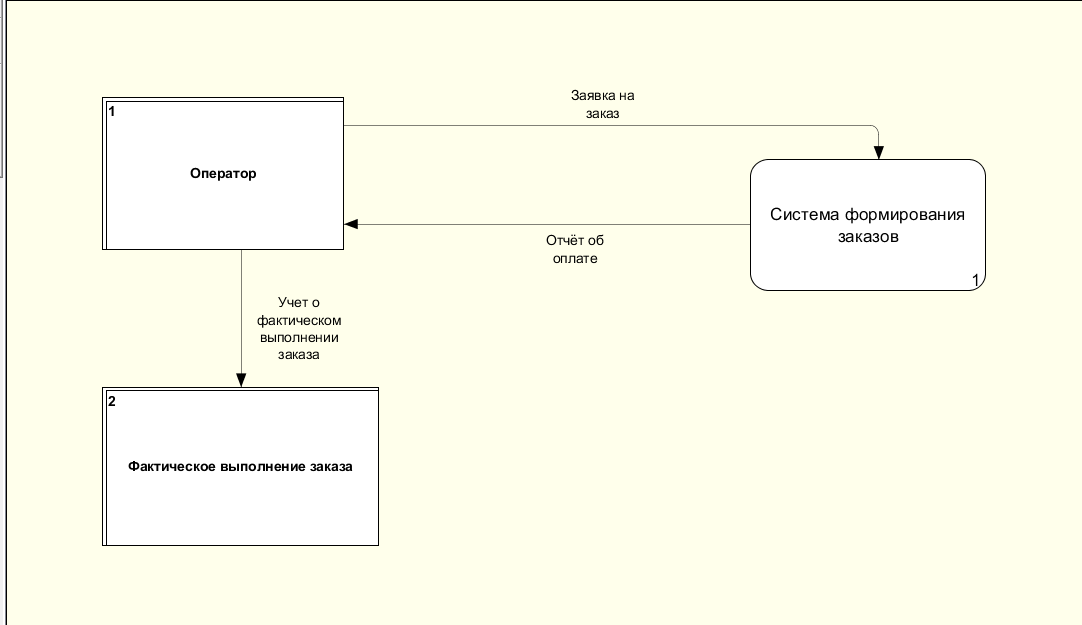 Заявка на
заказ
1
Оператор
Система формирования
заказов
1
Отчёт об
оплате
Учет о
фактическом
выполнении
заказа
2
Фактическое выполнение заказа